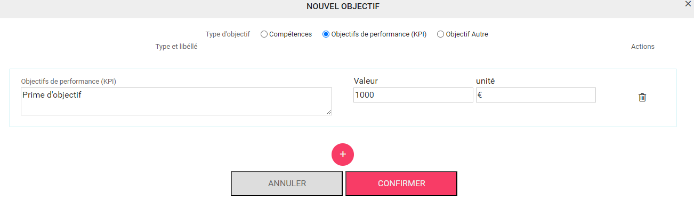 NOUVEL OBJECTIF
×
Type d'objectif Compétences Objectifs de performance (KPI) Objectif Autre
Type et libéllé Actions
Objectifs de performance (KPI) Valeur unité
Prime d'objectif 1000 €
+
ANNULER CONFIRMER